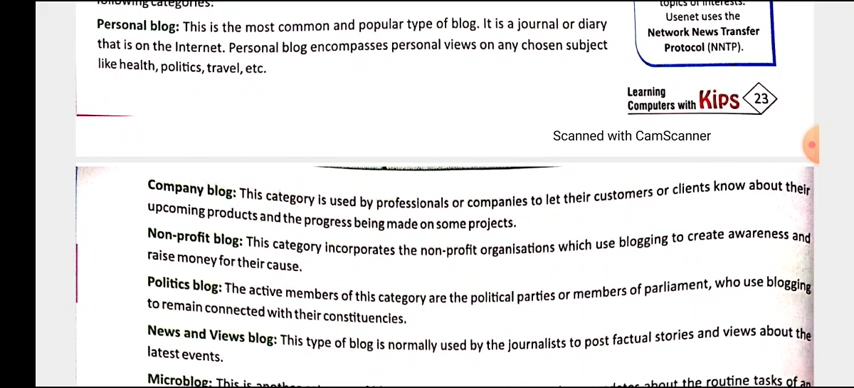 following categories:
Personal blog: This is the most common and popular type of blog. It is a journal or diary
that is on the Internet. Personal blog encompasses personal views on any chosen subject
like health, politics, travel, etc.
topics of interests.
Usenet uses the
Network News Transfer
Protocol (NNTP).
Learning
Computers with Kips 23
Scanned with CamScanner
Company blog: This category is used by professionals or companies to let their customers or clients know about their
upcoming products and the progress being made on some projects.
Non-profit blog: This category incorporates the non-profit organisations which use blogging to create awareness and
raise money for their cause.
Politics blog: The active members of this category are the political parties or members of parliament, who use blogging
to remain connected with their constituencies.
News and Views blog: This type of blog is normally used by the journalists to post factual stories and views about the
latest events.
Microblog: This is about the routine tasks of an